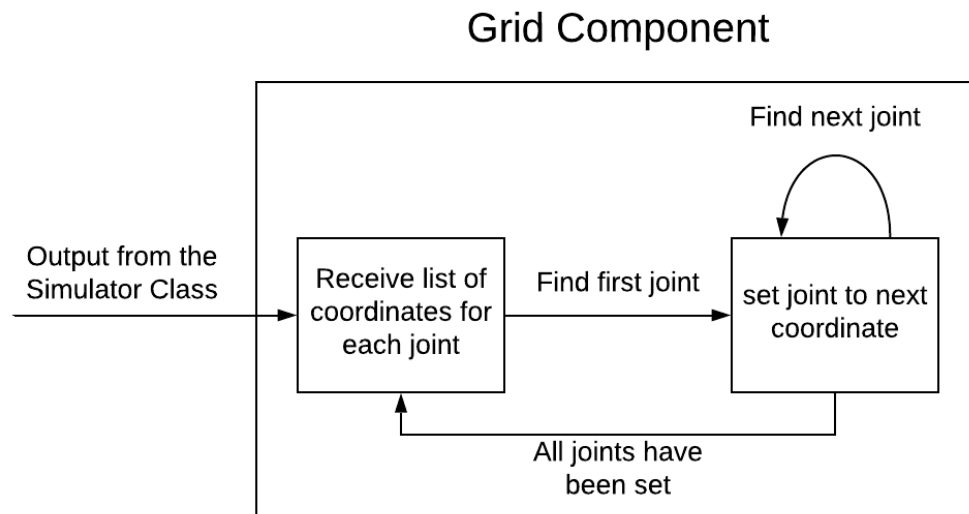 Grid Component
Find next joint
Output from the
Simulator Class
Receive list of
coordinates for
each joint
Find first joint
set joint to next
coordinate
All joints have
been set